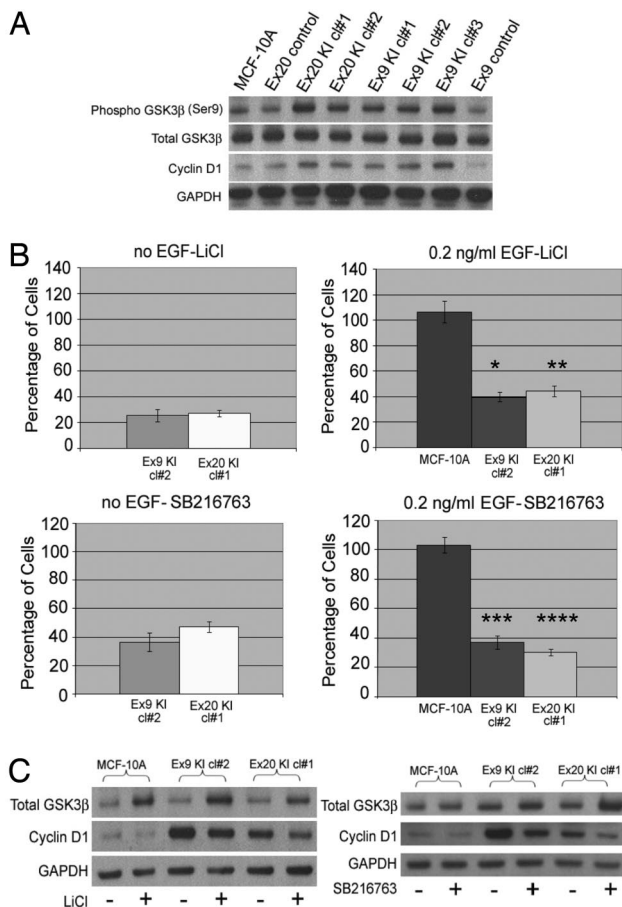 A
MCF-10A
Ex20 control
Ex20 KI cl#1
Ex20 KI cl#2
Ex9 KI cl#1
Ex9 KI cl#2
Ex9 KI cl#3
Ex9 control
Phospho GSK3β (Ser9)
Total GSK3β
Cyclin D1
GAPDH
B
no EGF-LiCl
Percentage of Cells
140
120
100
80
60
40
20
0
Ex9 KI cl#2
Ex20 KI cl#1
0.2 ng/ml EGF-LiCl
Percentage of Cells
140
120
100
80
60
40
20
0
*
**
MCF-10A
Ex9 KI cl#2
Ex20 KI cl#1
no EGF- SB216763
Percentage of Cells
120
100
80
60
40
20
0
Ex9 KI cl#2
Ex20 KI cl#1
0.2 ng/ml EGF-SB216763
Percentage of Cells
120
100
80
60
40
20
0
***
****
MCF-10A
Ex9 KI cl#2
Ex20 KI cl#1
C
MCF-10A Ex9 KI cl#2 Ex20 KI cl#1
Total GSK3β
Cyclin D1
GAPDH
LiCl - + - + - +
MCF-10A Ex9 KI cl#2 Ex20 KI cl#1
Total GSK3β
Cyclin D1
GAPDH
SB216763 - + - + - +